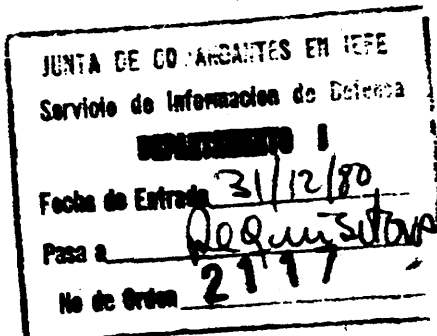 JUNTA DE COMANDANTES EN JEFE
Servicio de Informacion de Defensa
DEPARTAMENTO I
Fecha de Entrada 31/12/80
Pasa a Requisitoria
No de Orden 2117